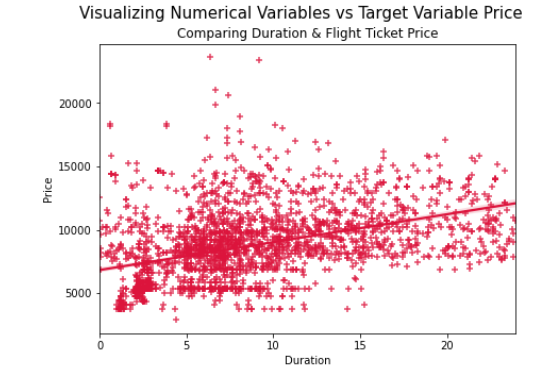 Visualizing Numerical Variables vs Target Variable Price
Comparing Duration & Flight Ticket Price
20000
15000
10000
5000
Price
0 5 10 15 20
Duration